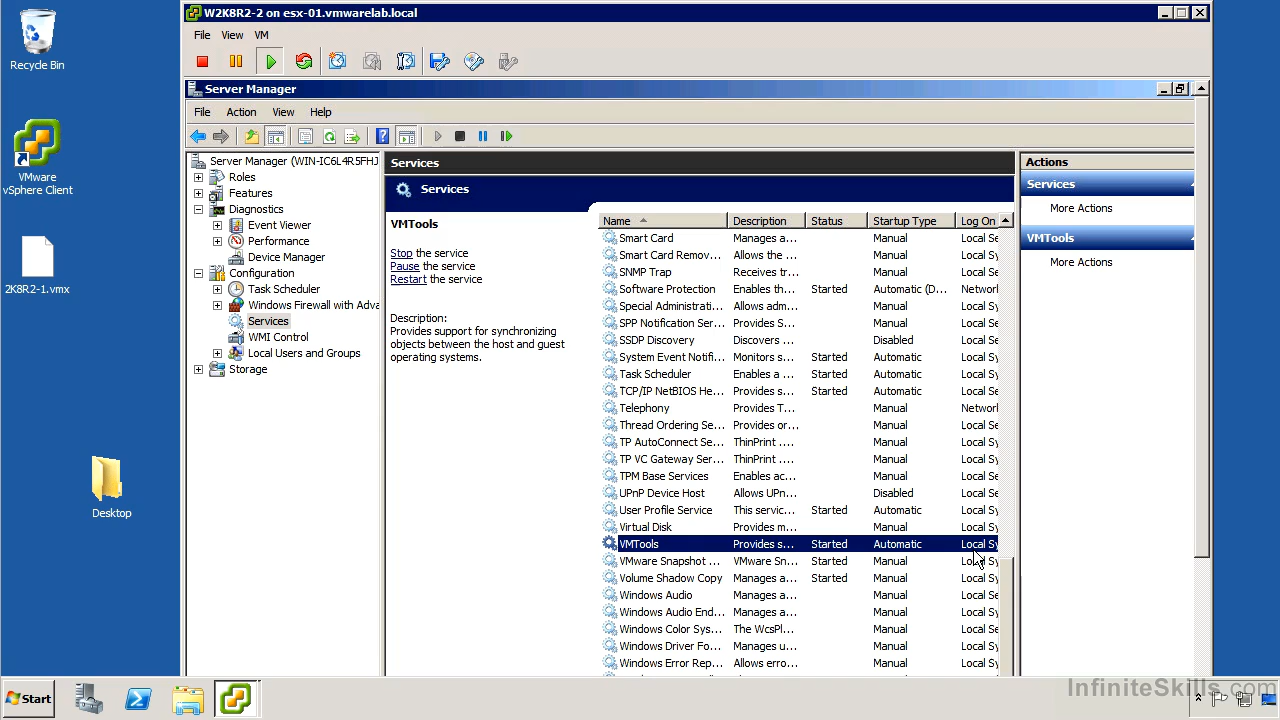 W2K8R2-2 on esx-01.vmwarelab.local
File View VM
Recycle Bin
VMware
vSphere Client
2K8R2-1.vmx
Desktop
Server Manager
File Action View Help
Server Manager (WIN-IC6L4R5FHJ
Roles
Features
Diagnostics
Event Viewer
Performance
Device Manager
Configuration
Task Scheduler
Windows Firewall with Adva
Services
WMI Control
Local Users and Groups
Storage
Services
Services
VMTools
Stop the service
Pause the service
Restart the service
Description:
Provides support for synchronizing
objects between the host and guest
operating systems.
Name Description Status Startup Type Log On
Smart Card Manages a... Manual Local Se
Smart Card Remov... Allows the ... Manual Local Sy
SNMP Trap Receives tr... Manual Local Se
Software Protection Enables th... Started Automatic (D... Network
Special Administrati... Allows adm... Manual Local Sy
SPP Notification Ser... Provides S... Manual Local Se
SSDP Discovery Discovers ... Disabled Local Se
System Event Notifi... Monitors s... Started Automatic Local Sy
Task Scheduler Enables a ... Started Automatic Local Sy
TCP/IP NetBIOS He... Provides s... Started Automatic Local Se
Telephony Provides T... Manual Network
Thread Ordering Se... Provides or... Manual Local Se
TP AutoConnect Se... ThinPrint .... Manual Local Sy
TP VC Gateway Ser... ThinPrint .... Manual Local Sy
TPM Base Services Enables ac... Manual Local Se
UPnP Device Host Allows UPn... Disabled Local Se
User Profile Service This servic... Started Automatic Local Sy
Virtual Disk Provides m... Manual Local Sy
VMTools Provides s... Started Automatic Local Sy
VMware Snapshot ... VMware Sn... Started Manual Local Sy
Volume Shadow Copy Manages a... Started Manual Local Sy
Windows Audio Manages a... Manual Local Se
Windows Audio End... Manages a... Manual Local Sy
Windows Color Sys... The WcsPl... Manual Local Se
Windows Driver Fo... Manages u... Manual Local Sy
Windows Error Rep... Allows erro... Manual Local Sy
Actions
Services
More Actions
VMTools
More Actions
Start
InfiniteSkills.com